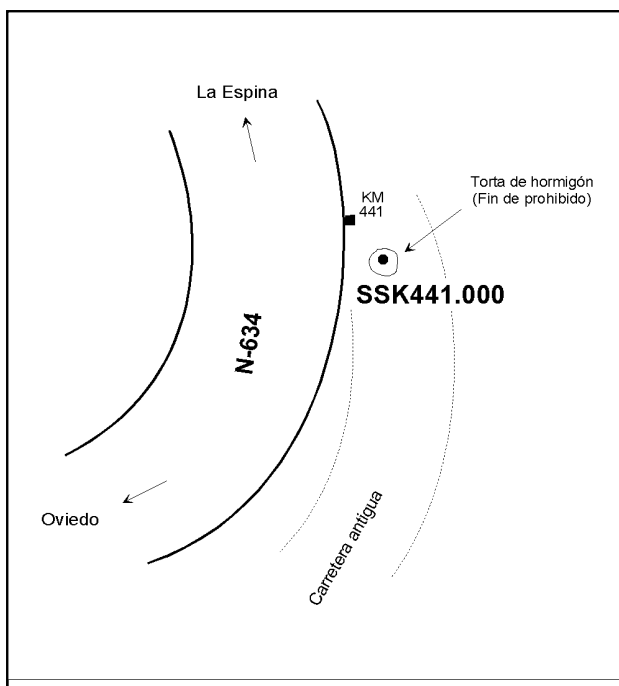 La Espina
Torta de hormigón
(Fin de prohibido)
KM
441
SSK441.000
N-634
Oviedo
Carretera antigua